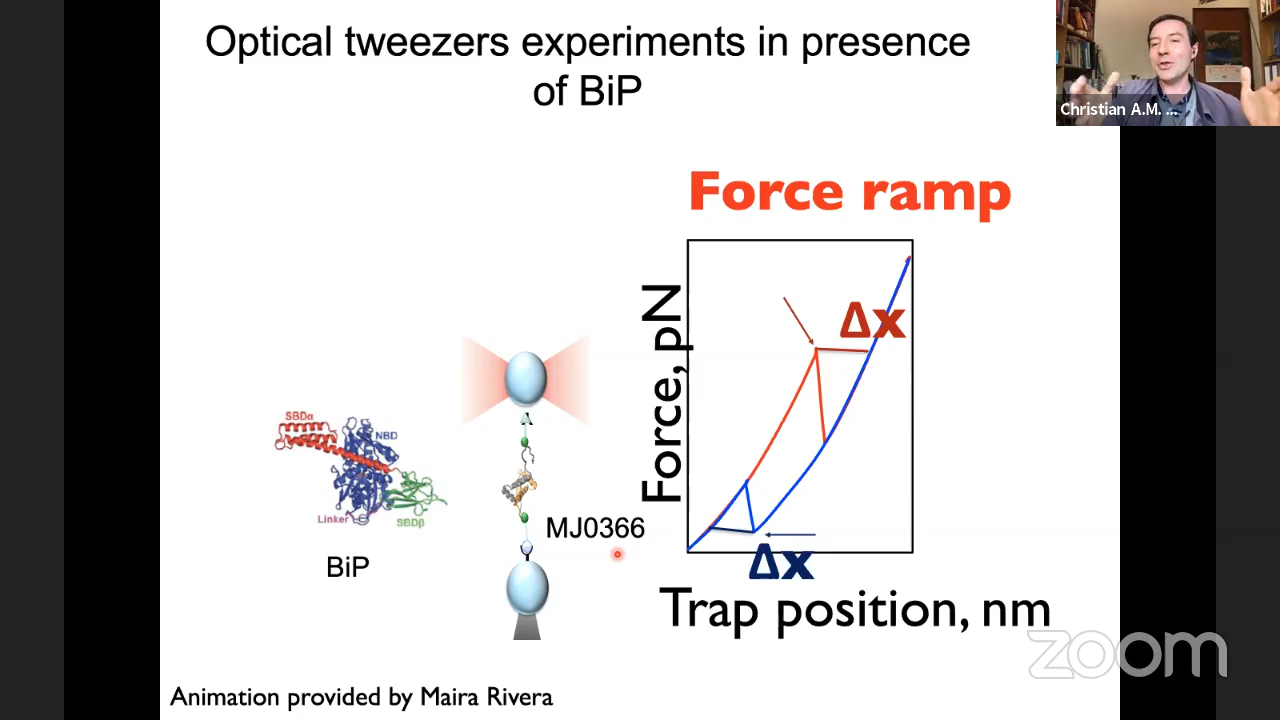 Optical tweezers experiments in presence
of BiP
Christian A.M. ...
Force ramp
Force, pN
Δx
Δx
Trap position, nm
SBDα
NBD
Linker
SBDβ
BiP
MJ0366
Animation provided by Maira Rivera
zoom